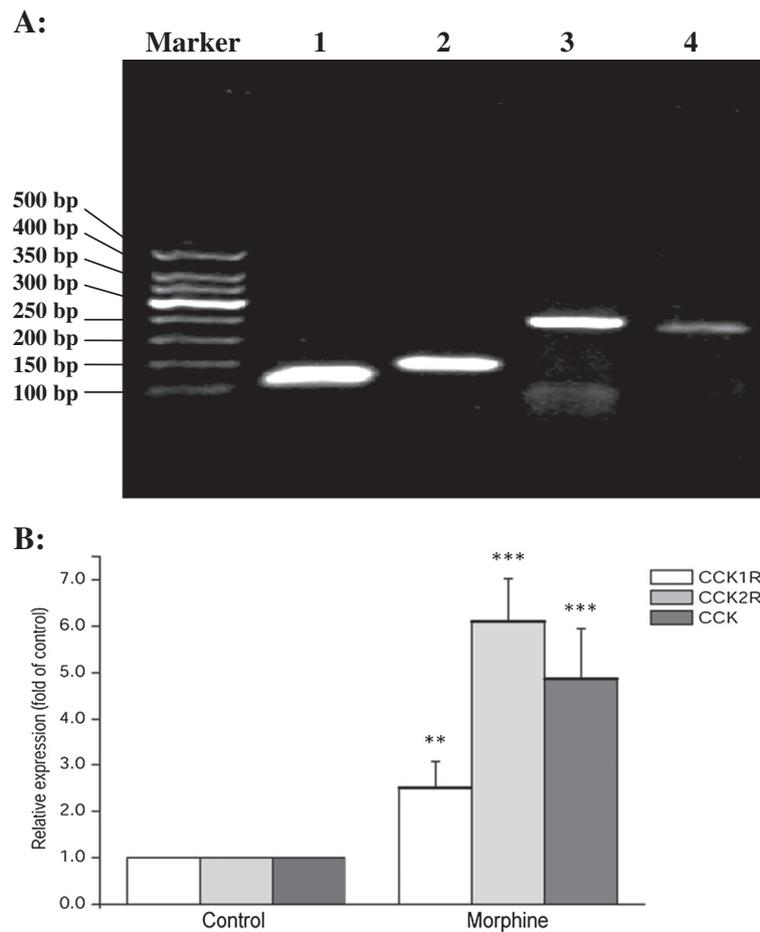 A:
Marker 1 2 3 4
500 bp
400 bp
350 bp
300 bp
250 bp
200 bp
150 bp
100 bp
B:
Relative expression (fold of control)
7.0
6.0
5.0
4.0
3.0
2.0
1.0
0.0
**
***
***
Control
Morphine
CCK1R
CCK2R
CCK